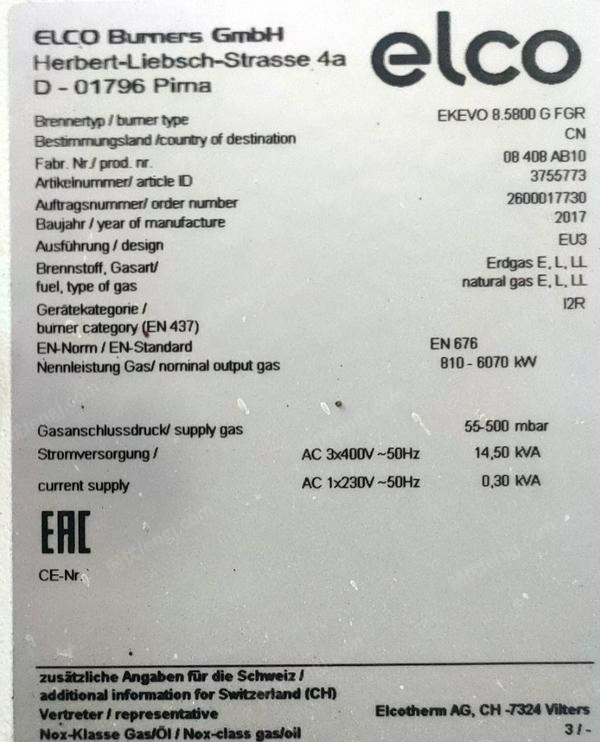 ELCO Burners GmbH
Herbert-Liebsch-Strasse 4a
D - 01796 Pirna
elco
Brennertyp / burner type EKEVO 8.5800 G FGR
Bestimmungsland /country of destination CN
Fabr. Nr./ prod. nr. 08 408 AB10
Artikelnummer/ article ID 3755773
Auftragsnummer/ order number 2600017730
Baujahr / year of manufacture 2017
Ausführung / design EU3
Brennstoff, Gasart/ Erdgas E, L, LL
fuel, type of gas natural gas E, L, LL
Gerätekategorie / I2R
burner category (EN 437)
EN-Norm / EN-Standard EN 676
Nennleistung Gas/ nominal output gas 810 - 6070 kW
Gasanschlussdruck/ supply gas 55-500 mbar
Stromversorgung / AC 3x400V ~50Hz 14,50 kVA
current supply AC 1x230V ~50Hz 0,30 kVA
EAC
CE-Nr.
zusätzliche Angaben für die Schweiz /
additional information for Switzerland (CH)
Vertreter / representative Elcotherm AG, CH -7324 Vilters
Nox-Klasse Gas/Öl / Nox-class gas/oil 3 / -